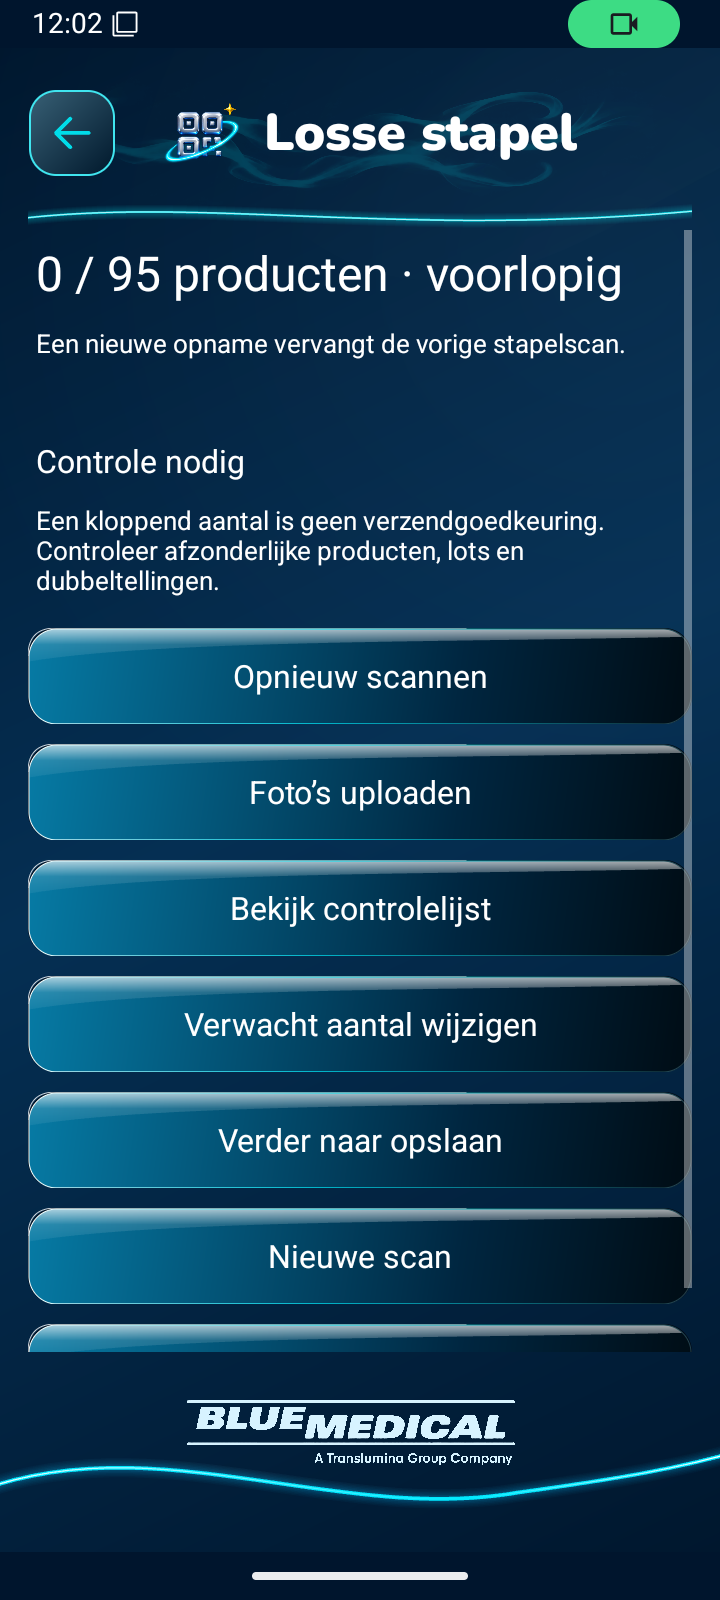 12:02
Losse stapel
0 / 95 producten · voorlopig
Een nieuwe opname vervangt de vorige stapelscan.
Controle nodig
Een kloppend aantal is geen verzendgoedkeuring.
Controleer afzonderlijke producten, lots en
dubbeltellingen.
Opnieuw scannen
Foto’s uploaden
Bekijk controlelijst
Verwacht aantal wijzigen
Verder naar opslaan
Nieuwe scan
BLUEMEDICAL
A Translumina Group Company